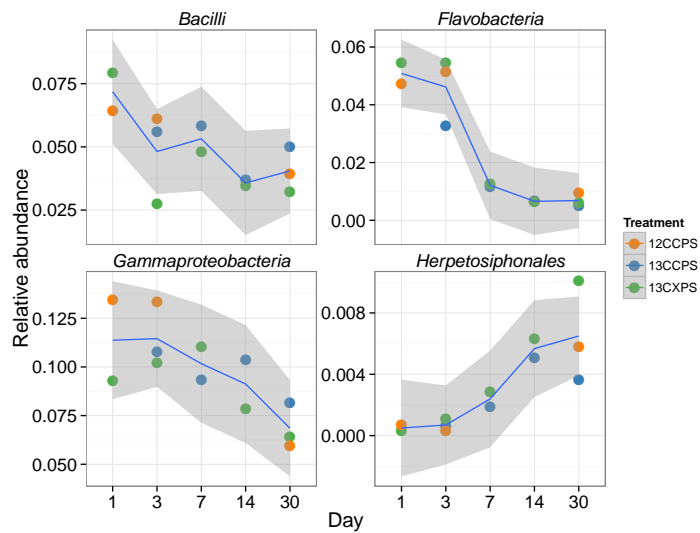 Bacilli
Flavobacteria
0.075
0.050
0.025
0.06
0.04
0.02
0.00
Gammaproteobacteria
Herpetosiphonales
0.125
0.100
0.075
0.050
0.008
0.004
0.000
1 3 7 14 30
1 3 7 14 30
Day
Relative abundance
Treatment
12CCPS
13CCPS
13CXPS